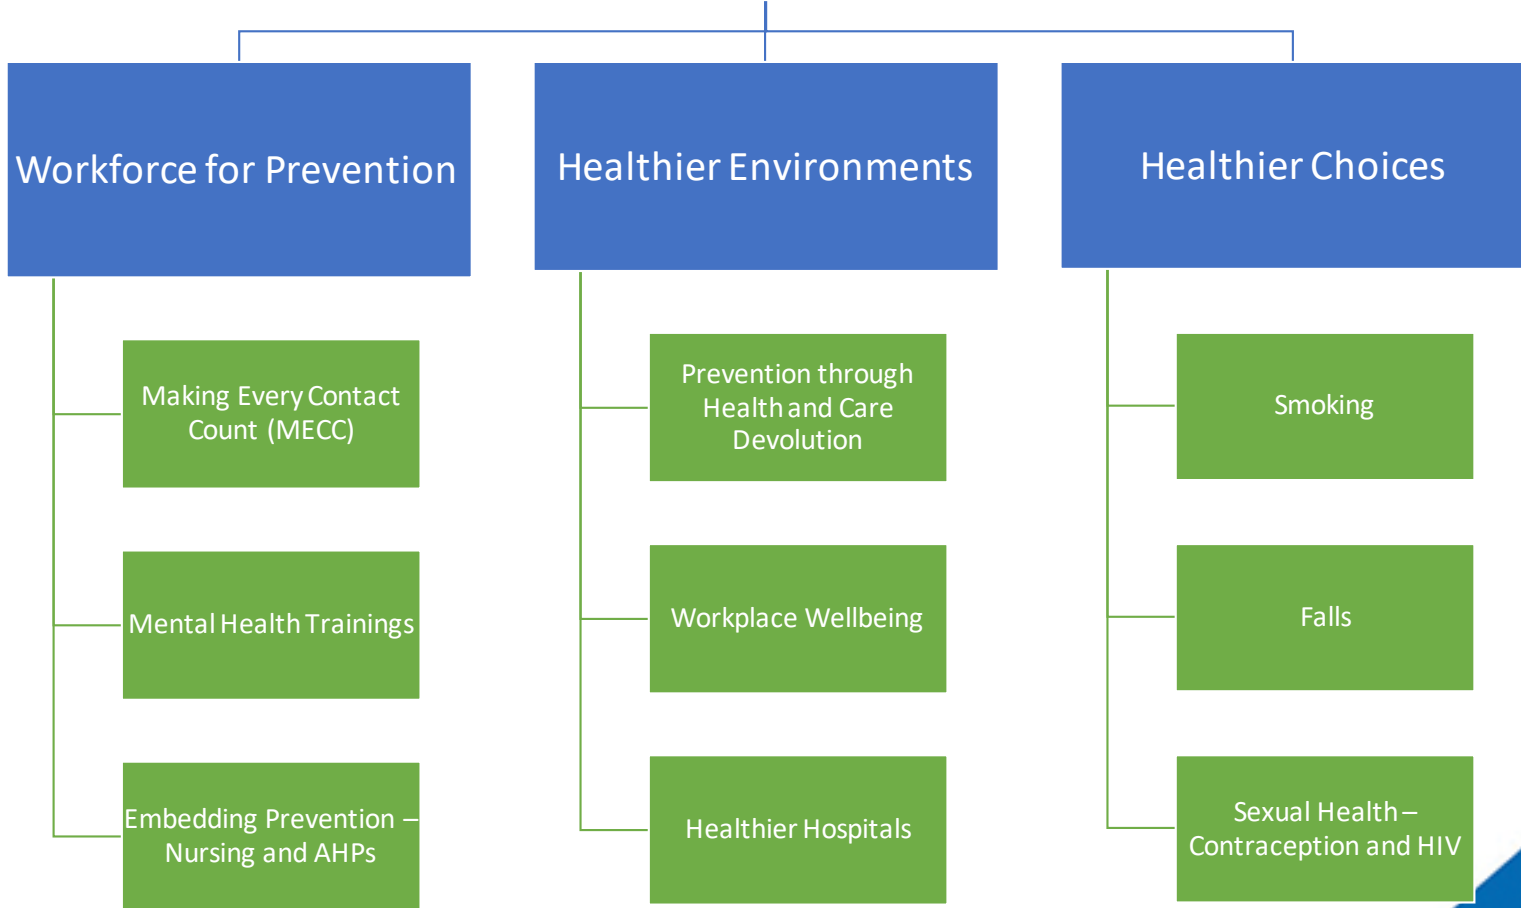 Workforce for Prevention
Making Every Contact
Count (MECC)
Mental Health Trainings
Embedding Prevention –
Nursing and AHPs
Healthier Environments
Prevention through
Health and Care
Devolution
Workplace Wellbeing
Healthier Hospitals
Healthier Choices
Smoking
Falls
Sexual Health –
Contraception and HIV